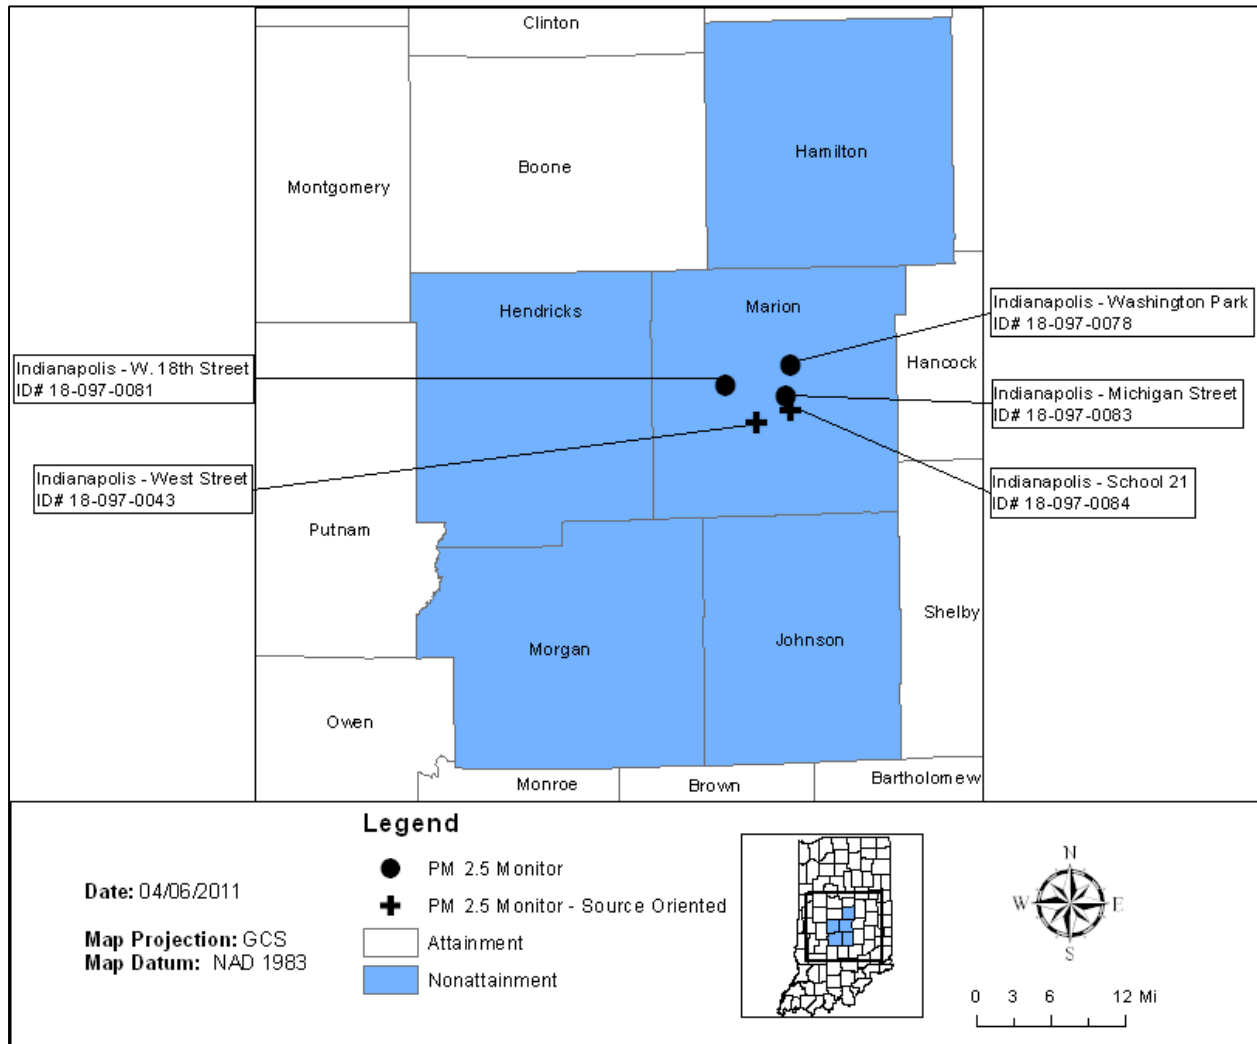 Clinton
Hamilton
Boone
Montgomery
Hendricks
Marion
Indianapolis - Washington Park
ID# 18-097-0078
Indianapolis - W. 18th Street
ID# 18-097-0081
Hancock
Indianapolis - Michigan Street
ID# 18-097-0083
Indianapolis - West Street
ID# 18-097-0043
Indianapolis - School 21
ID# 18-097-0084
Putnam
Shelby
Morgan
Johnson
Owen
Monroe
Brown
Bartholomew
Legend
PM 2.5 Monitor
PM 2.5 Monitor - Source Oriented
Attainment
Nonattainment
Date: 04/06/2011
Map Projection: GCS
Map Datum: NAD 1983
N
W E
S
0 3 6 12 Mi